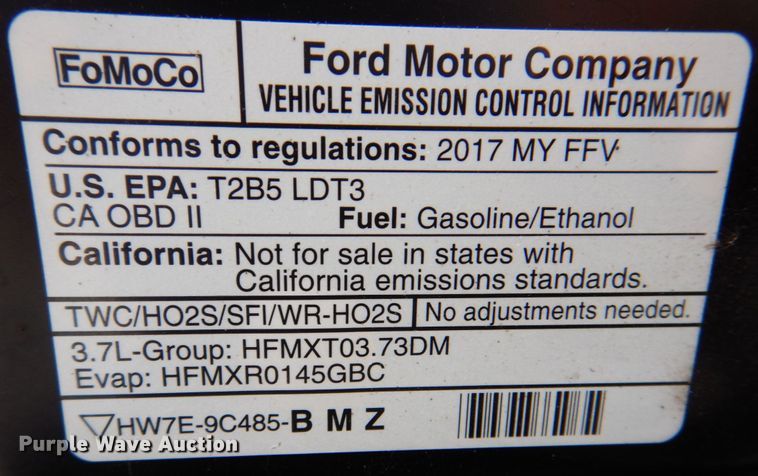 FoMoCo
Ford Motor Company
VEHICLE EMISSION CONTROL INFORMATION
Conforms to regulations: 2017 MY FFV
U.S. EPA: T2B5 LDT3
CA OBD II Fuel: Gasoline/Ethanol
California: Not for sale in states with
California emissions standards.
TWC/HO2S/SFI/WR-HO2S No adjustments needed.
3.7L-Group: HFMXT03.73DM
Evap: HFMXR0145GBC
HW7E-9C485-B M Z
Purple Wave Auction